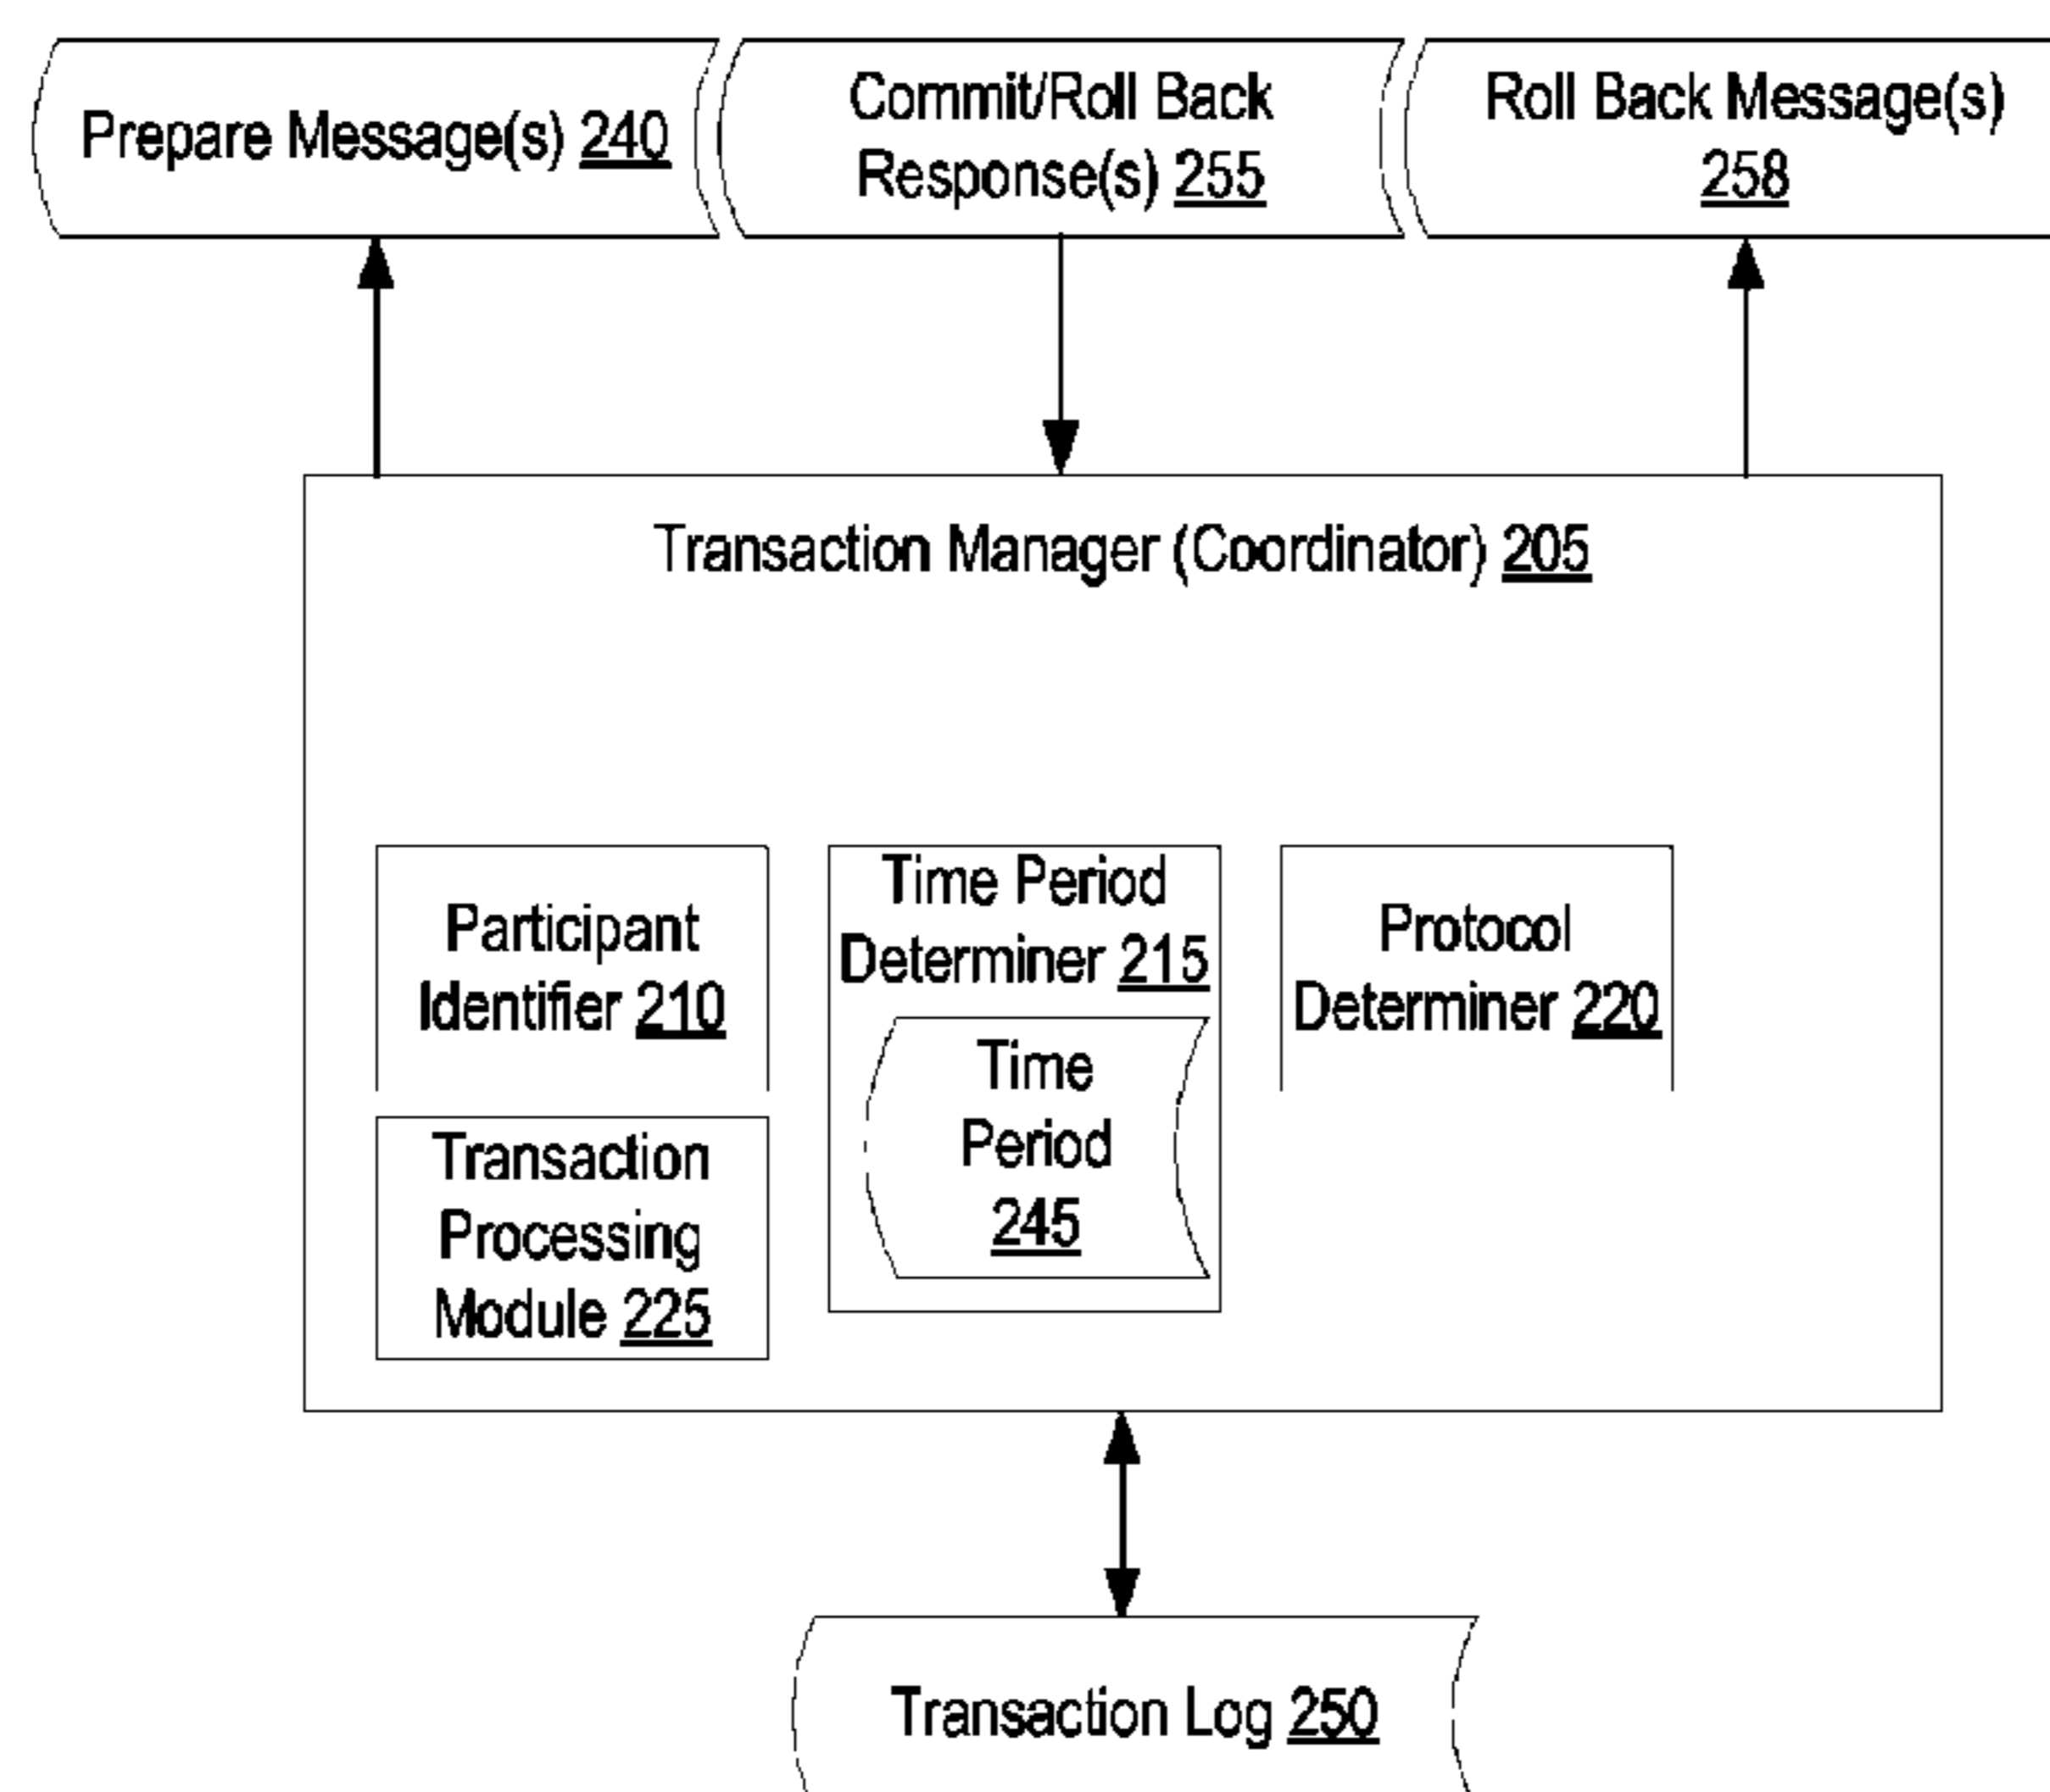 Prepare Message(s) 240
Commit/Roll Back
Response(s) 255
Roll Back Message(s)
258
Transaction Manager (Coordinator) 205
Participant
Identifier 210
Time Period
Determiner 215
Time
Period
245
Protocol
Determiner 220
Transaction
Processing
Module 225
Transaction Log 250